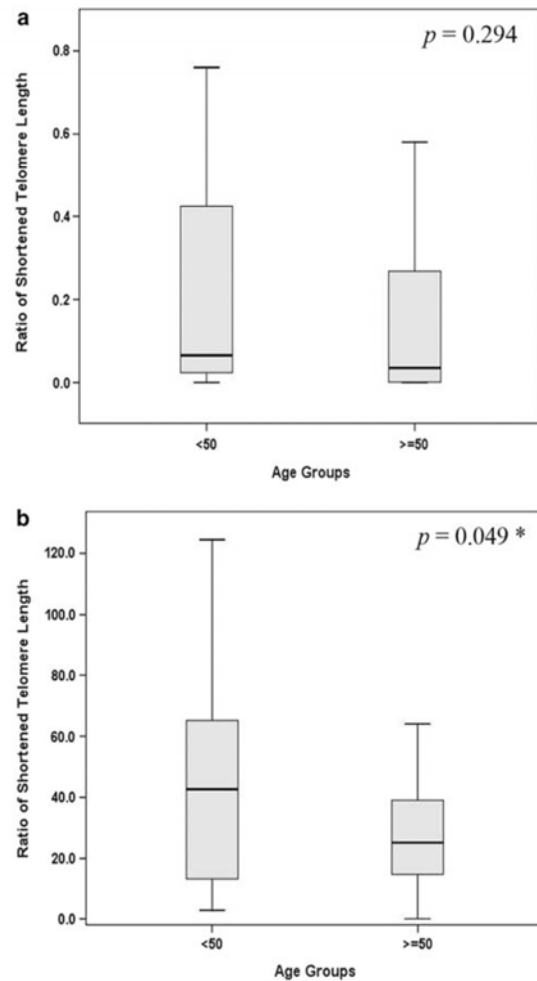 a
p = 0.294
Ratio of Shortened Telomere Length
0.8
0.6
0.4
0.2
0.0
<50
>=50
Age Groups
b
p = 0.049 *
Ratio of Shortened Telomere Length
120.0
100.0
80.0
60.0
40.0
20.0
0.0
<50
>=50
Age Groups